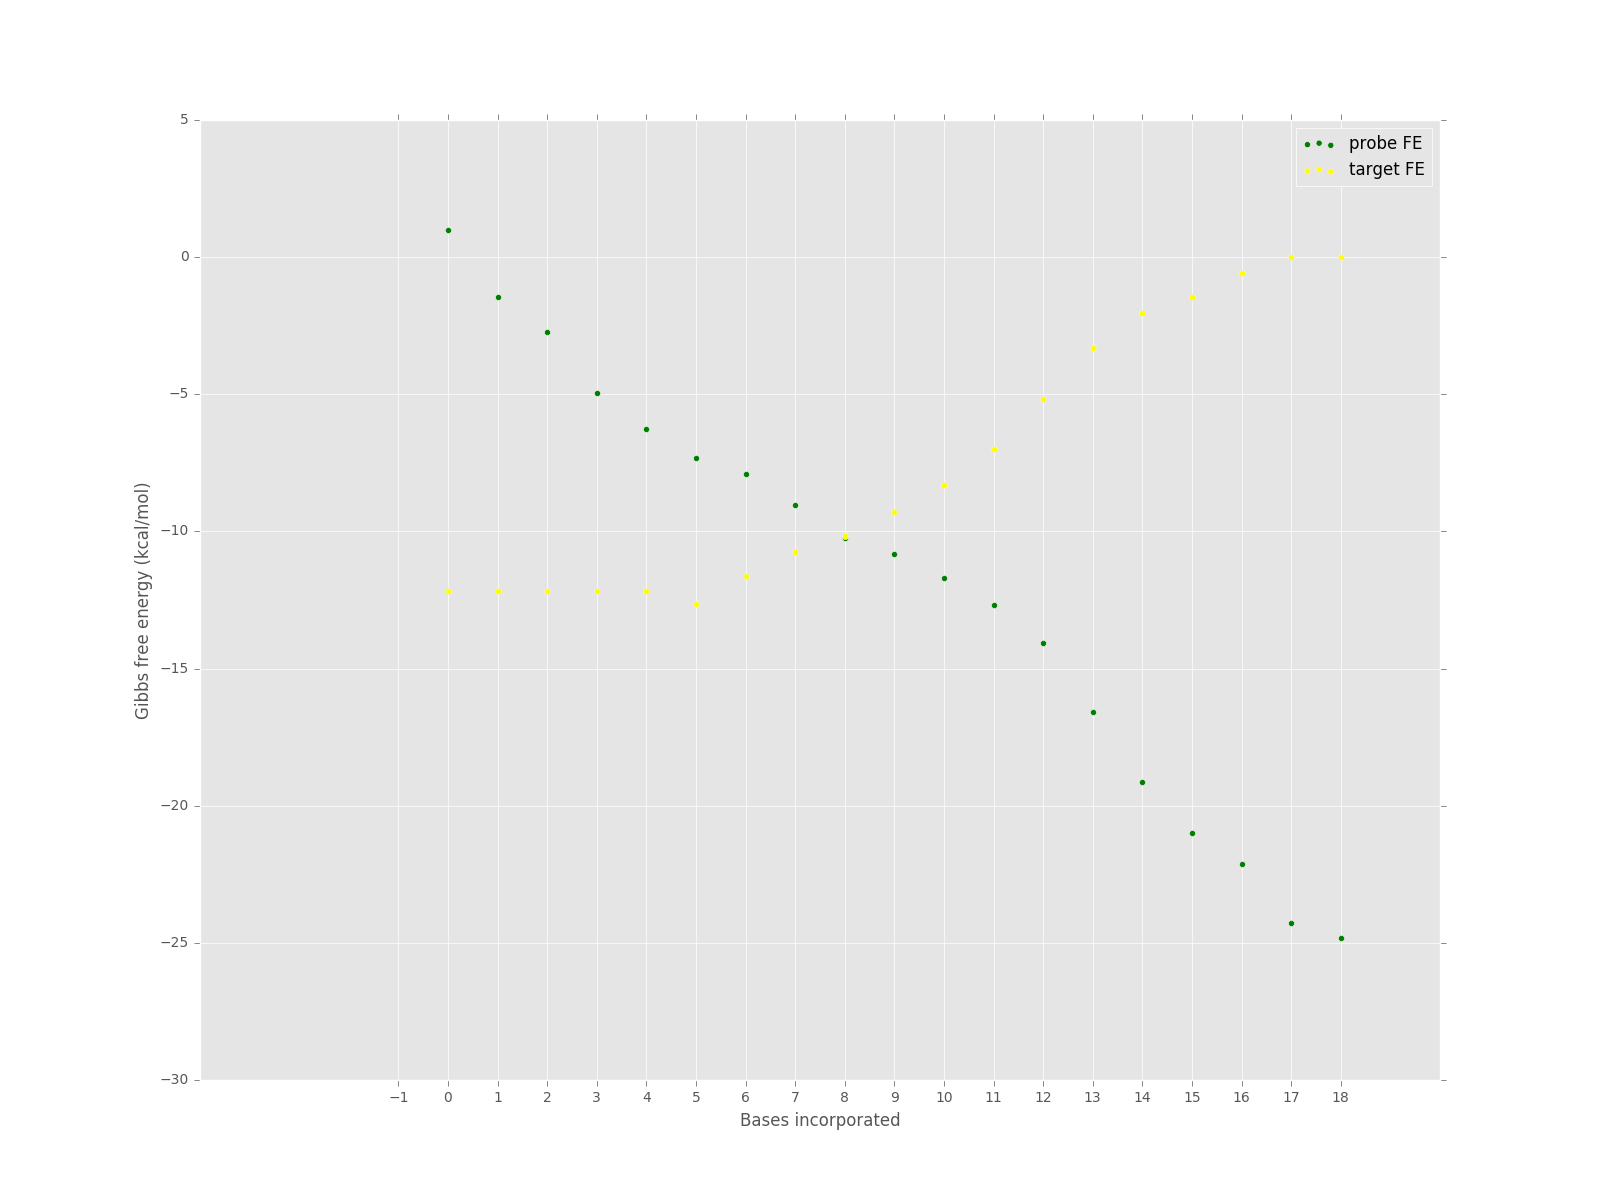 5
0
−5
−10
−15
−20
−25
−30
Gibbs free energy (kcal/mol)
probe FE
target FE
−1 0 1 2 3 4 5 6 7 8 9 10 11 12 13 14 15 16 17 18
Bases incorporated